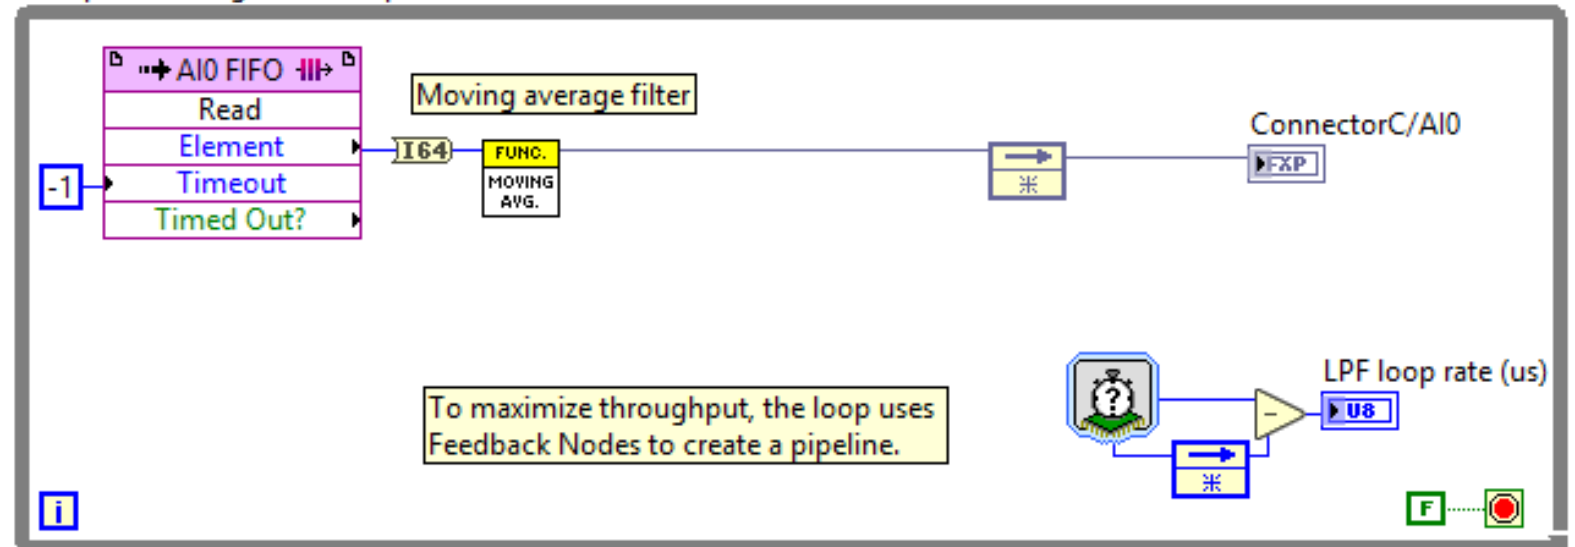 AI0 FIFO
Read
Element
Timeout
Timed Out?
-1
I64
Moving average filter
FUNC.
MOVING
AVG.
ConnectorC/AI0
FXP
To maximize throughput, the loop uses
Feedback Nodes to create a pipeline.
?
-
LPF loop rate (us)
U8
i
F